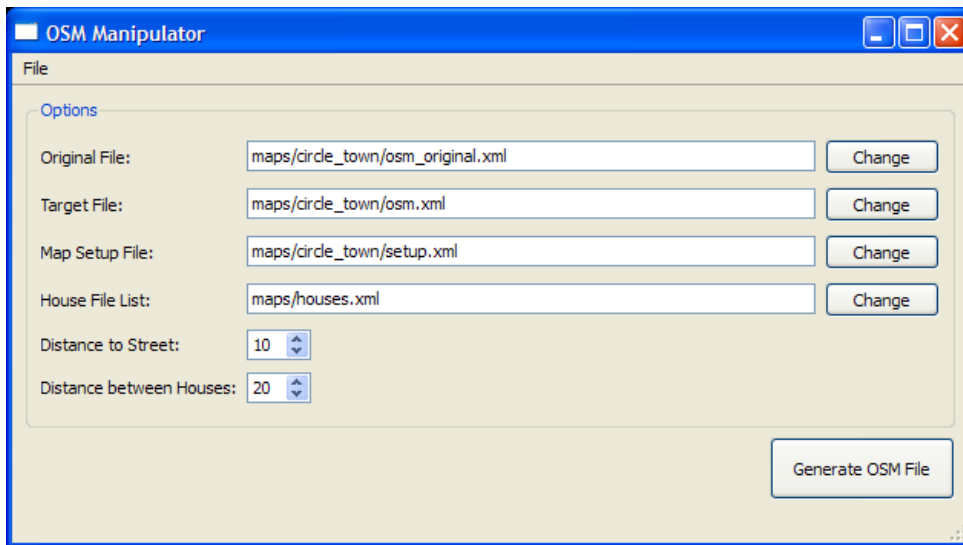 OSM Manipulator
File
Options
Original File: maps/circle_town/osm_original.xml Change
Target File: maps/circle_town/osm.xml Change
Map Setup File: maps/circle_town/setup.xml Change
House File List: maps/houses.xml Change
Distance to Street: 10
Distance between Houses: 20
Generate OSM File